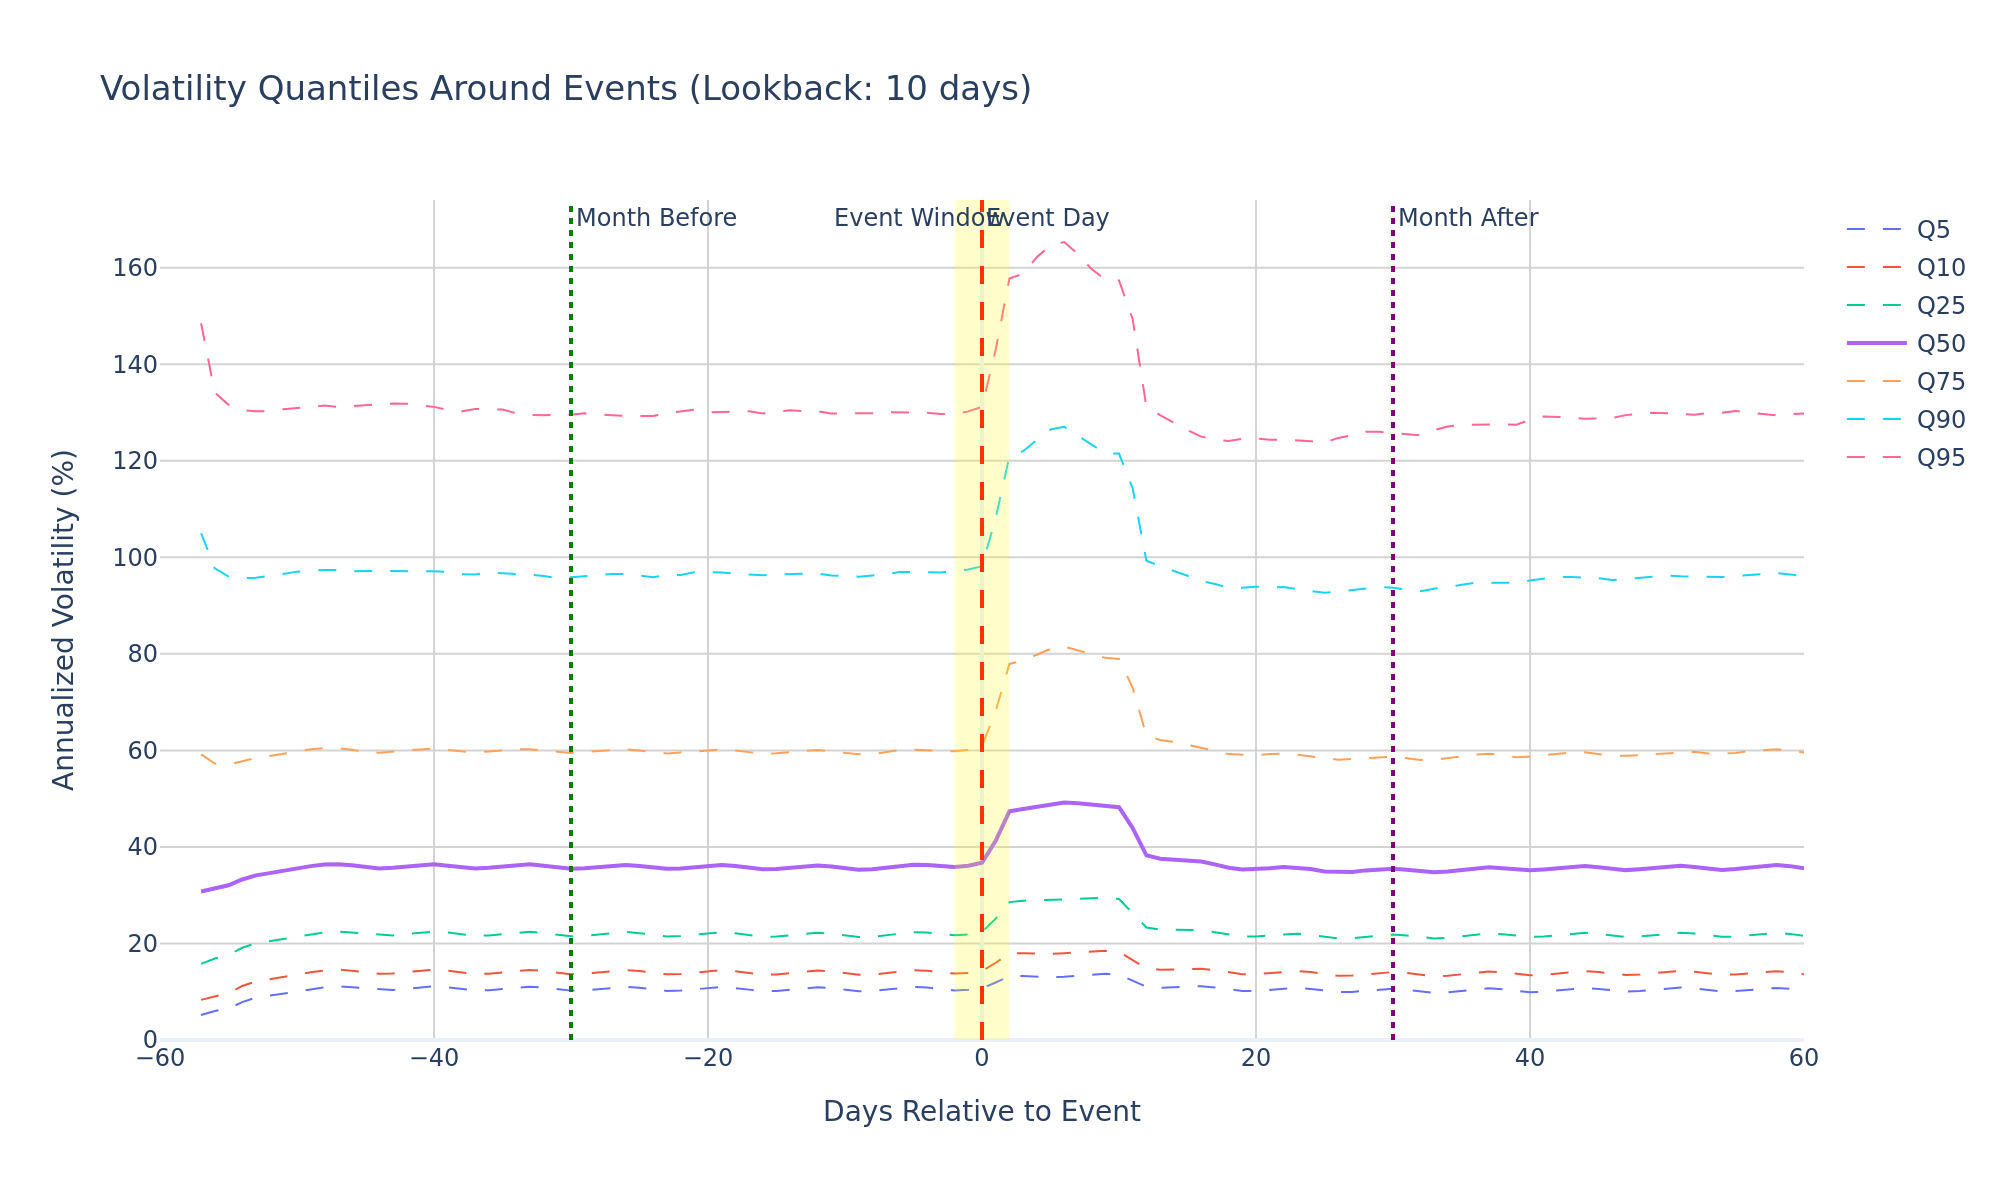 Volatility Quantiles Around Events (Lookback: 10 days)
Month Before
Event Window
Event Day
Month After
Q5
Q10
Q25
Q50
Q75
Q90
Q95
160
140
120
100
80
60
40
20
0
Annualized Volatility (%)
−60
−40
−20
0
20
40
60
Days Relative to Event